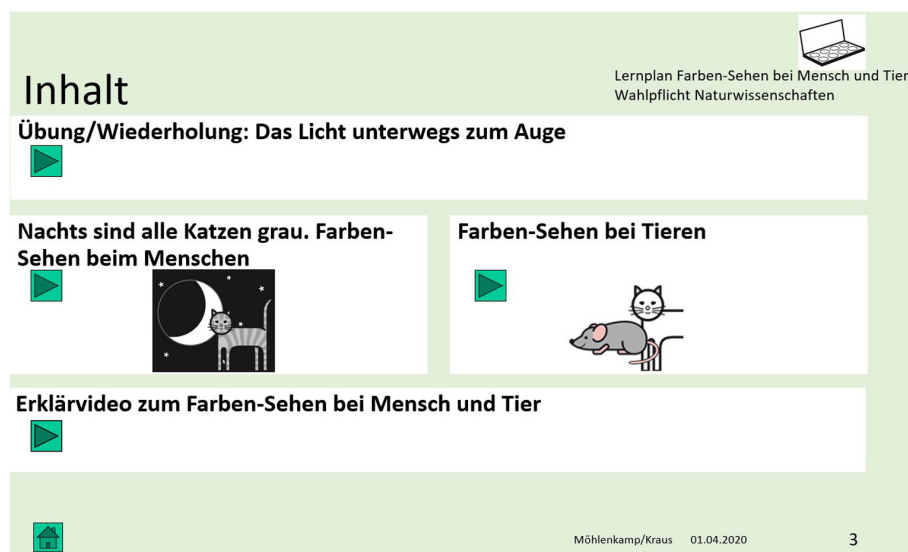 Inhalt
Lernplan Farben-Sehen bei Mensch und Tier
Wahlpflicht Naturwissenschaften
Übung/Wiederholung: Das Licht unterwegs zum Auge
Nachts sind alle Katzen grau. Farben-
Sehen beim Menschen
Farben-Sehen bei Tieren
Erklärvideo zum Farben-Sehen bei Mensch und Tier
Möhlenkamp/Kraus 01.04.2020 3